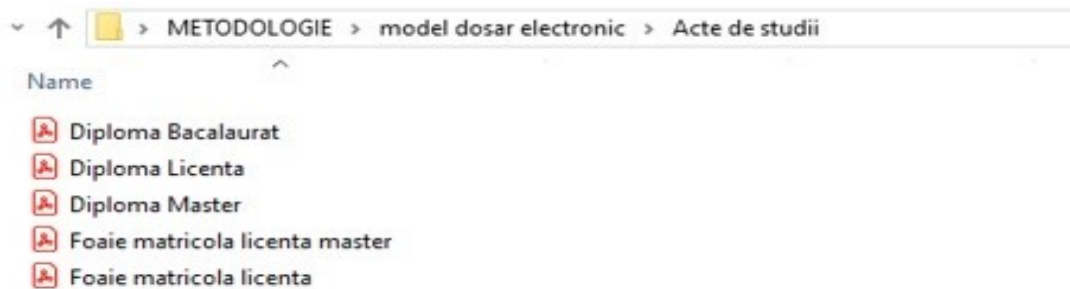 METODOLOGIE > model dosar electronic > Acte de studii
Name
Diploma Bacalaurat
Diploma Licenta
Diploma Master
Foaie matricola licenta master
Foaie matricola licenta